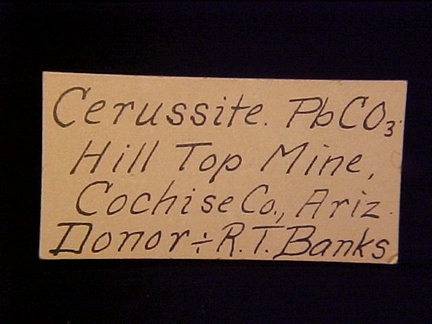 Cerussite. PbCO₃
Hill Top Mine,
Cochise Co., Ariz.
Donor÷R.T. Banks